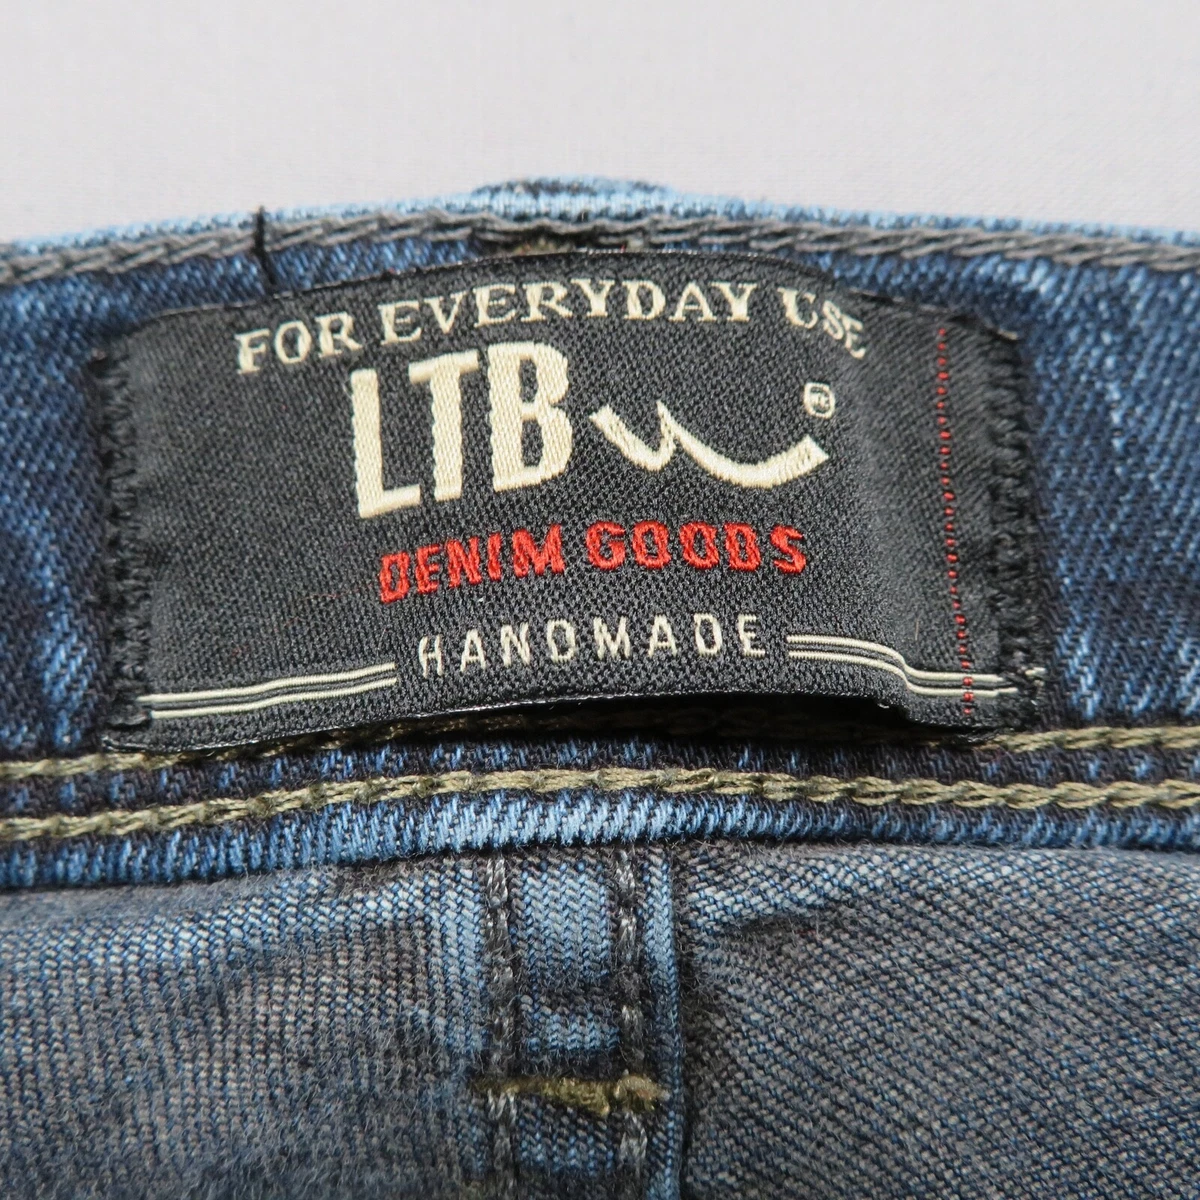 FOR EVERYDAY USE
LTB ®
DENIM GOODS
HANDMADE